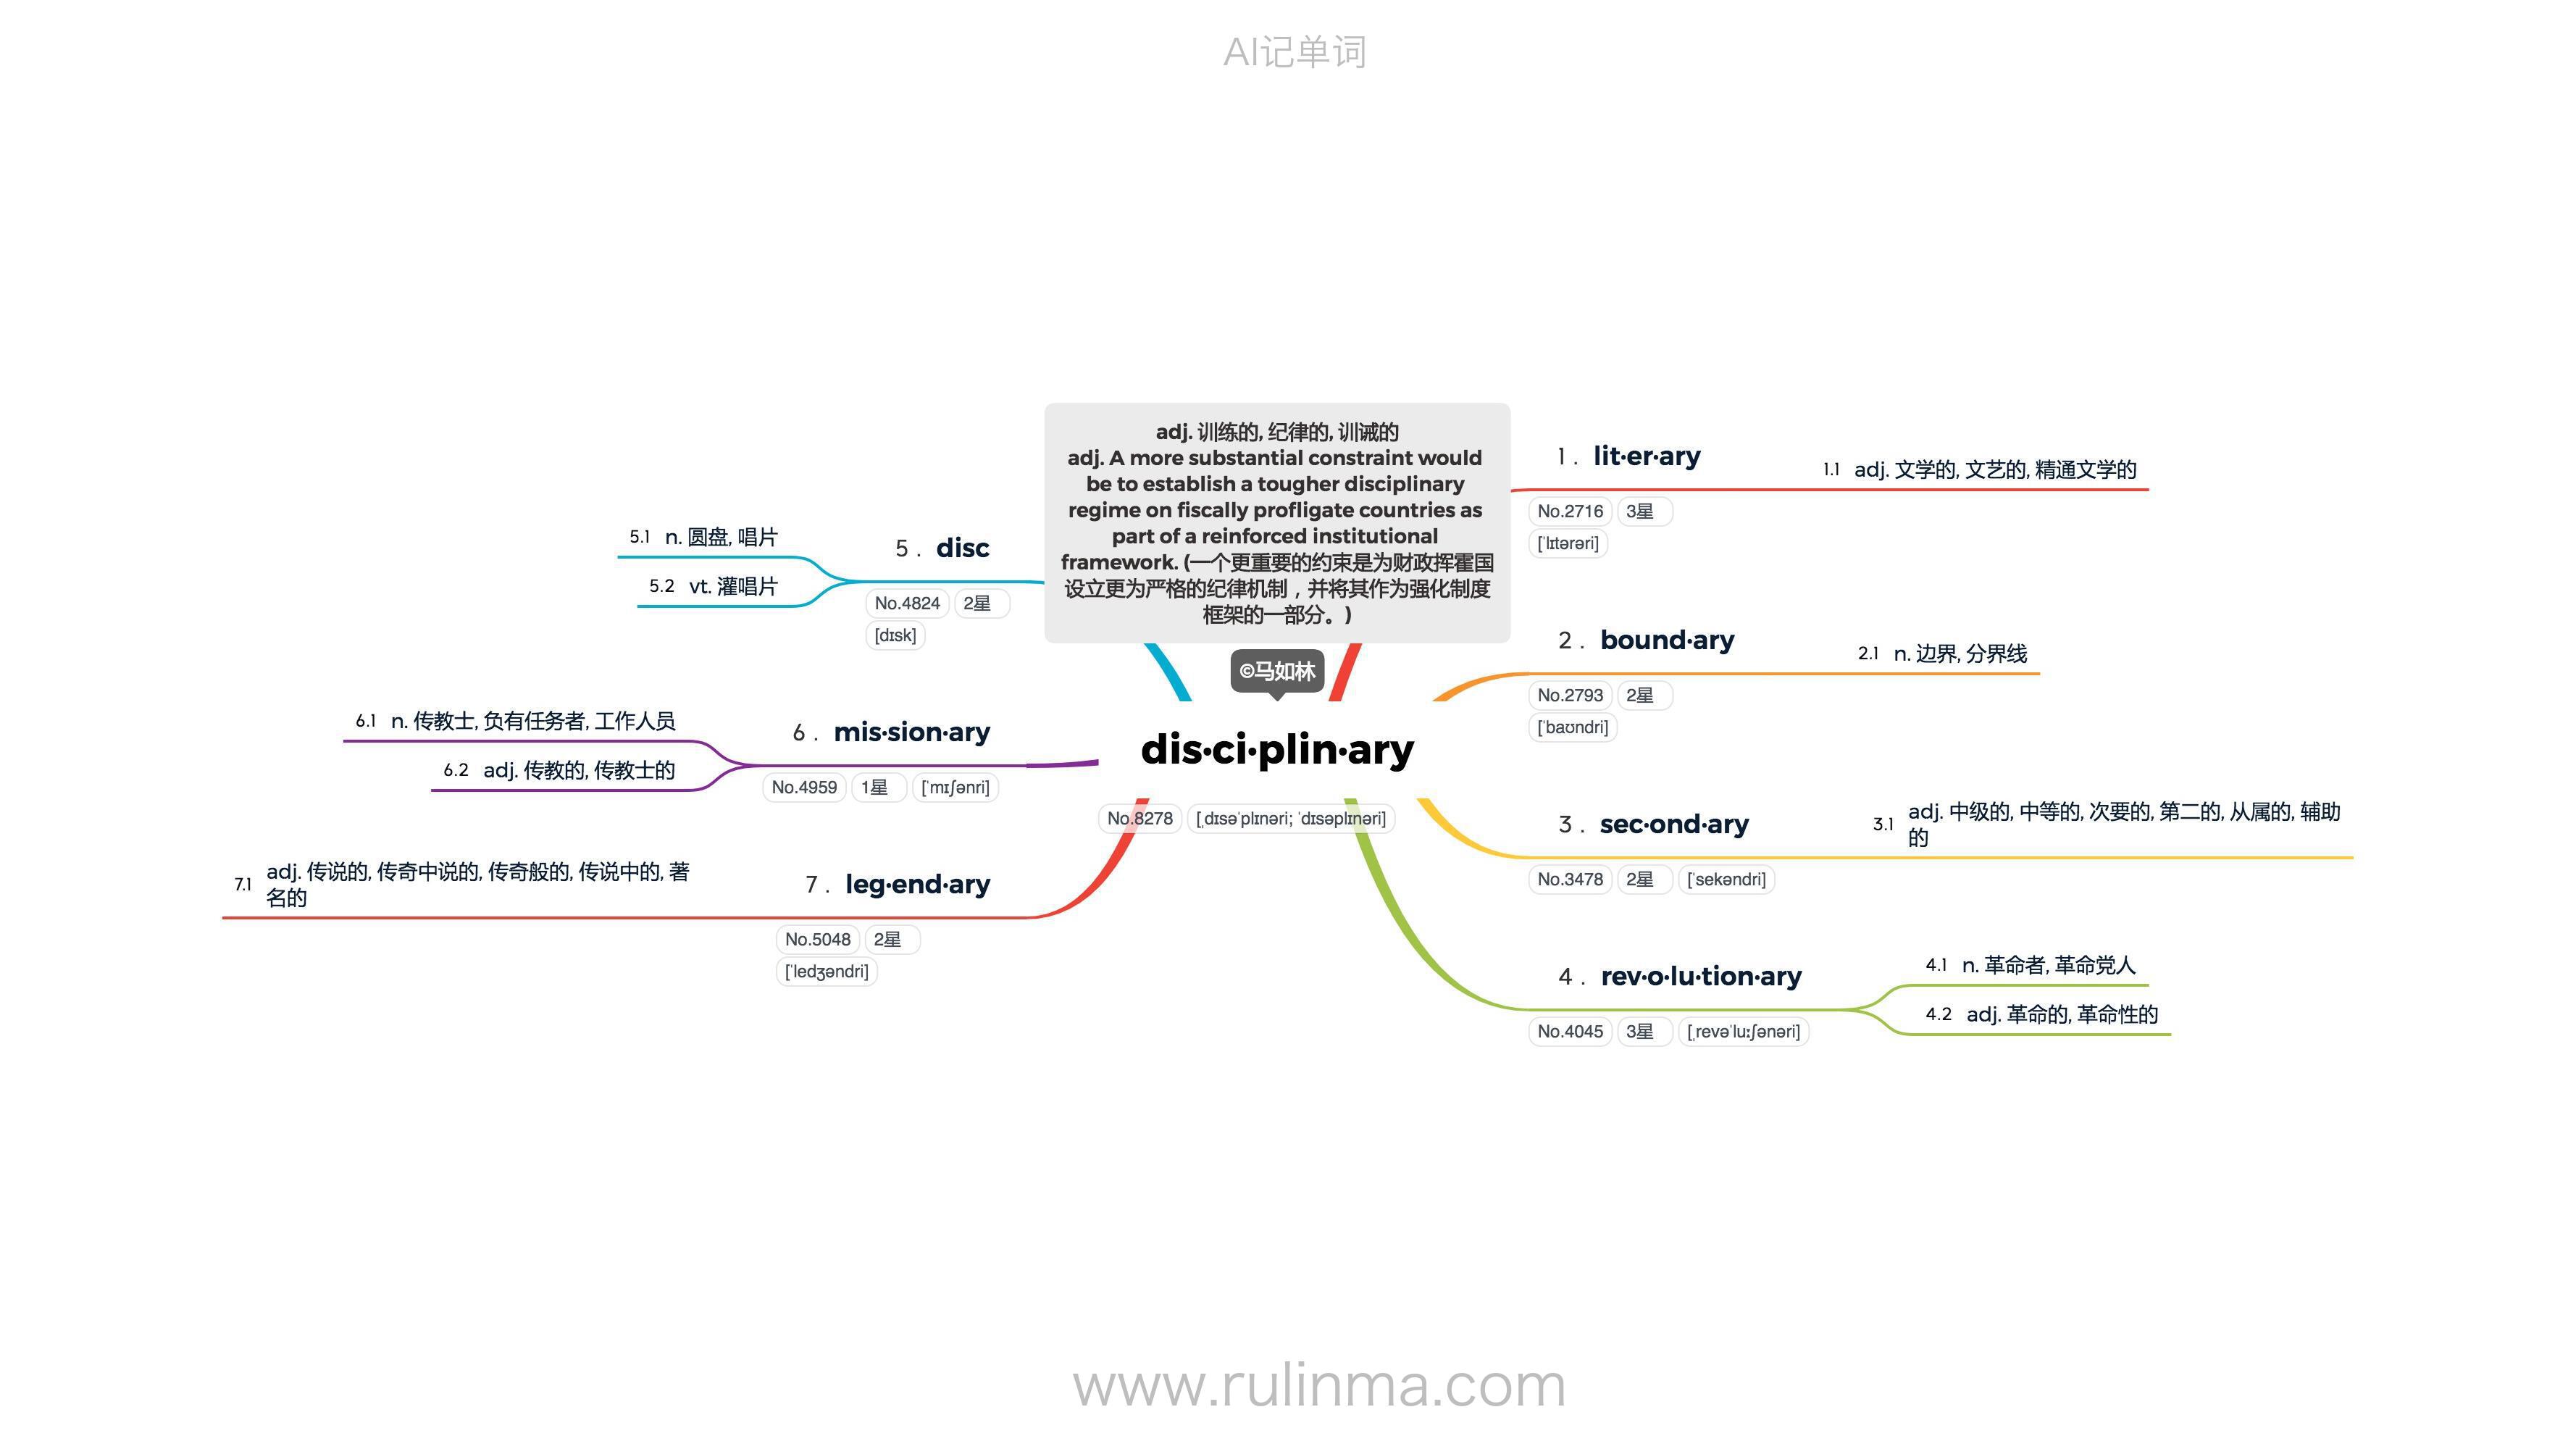 AI记单词
adj. 训练的, 纪律的, 训诫的
adj. A more substantial constraint would
be to establish a tougher disciplinary
regime on fiscally profligate countries as
part of a reinforced institutional
framework. (一个更重要的约束是为财政挥霍国
设立更为严格的纪律机制，并将其作为强化制度
框架的一部分。)
©马如林
dis·ci·plin·ary
No.8278 [ˌdɪsəˈplɪnəri; ˈdɪsəplɪnəri]
1 . lit·er·ary
No.2716 3星
[ˈlɪtərəri]
1.1 adj. 文学的, 文艺的, 精通文学的
2 . bound·ary
No.2793 2星
[ˈbaʊndri]
2.1 n. 边界, 分界线
3 . sec·ond·ary
No.3478 2星 [ˈsekəndri]
3.1 adj. 中级的, 中等的, 次要的, 第二的, 从属的, 辅助
的
4 . rev·o·lu·tion·ary
No.4045 3星 [ˌrevəˈluːʃənəri]
4.1 n. 革命者, 革命党人
4.2 adj. 革命的, 革命性的
5 . disc
No.4824 2星
[dɪsk]
5.1 n. 圆盘, 唱片
5.2 vt. 灌唱片
6 . mis·sion·ary
No.4959 1星 [ˈmɪʃənri]
6.1 n. 传教士, 负有任务者, 工作人员
6.2 adj. 传教的, 传教士的
7 . leg·end·ary
No.5048 2星
[ˈledʒəndri]
7.1 adj. 传说的, 传奇中说的, 传奇般的, 传说中的, 著
名的
www.rulinma.com